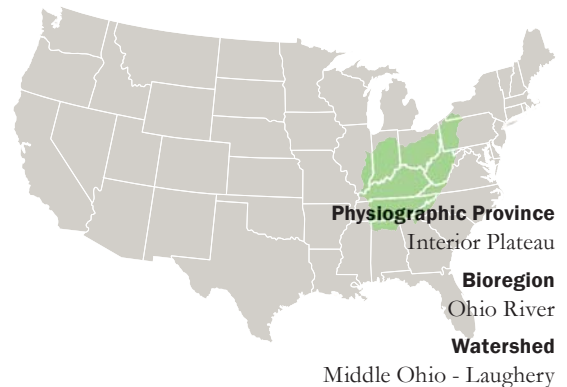 Physiographic Province
Interior Plateau
Bioregion
Ohio River
Watershed
Middle Ohio - Laughery